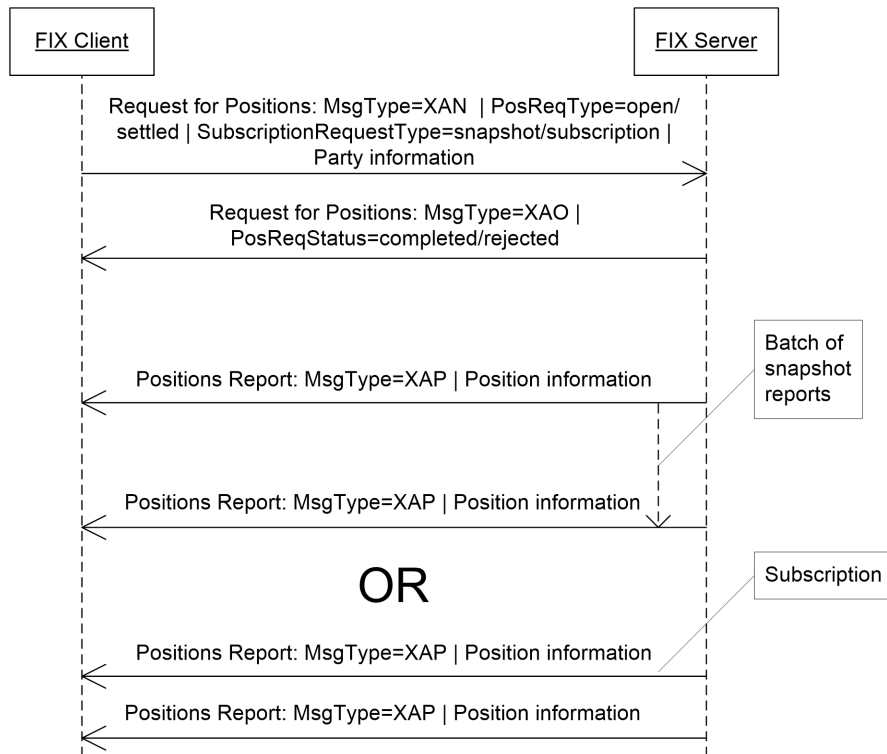 FIX Client
FIX Server
Request for Positions: MsgType=XAN | PosReqType=open/
settled | SubscriptionRequestType=snapshot/subscription |
Party information
Request for Positions: MsgType=XAO |
PosReqStatus=completed/rejected
Batch of
snapshot
reports
Positions Report: MsgType=XAP | Position information
Positions Report: MsgType=XAP | Position information
OR
Subscription
Positions Report: MsgType=XAP | Position information
Positions Report: MsgType=XAP | Position information